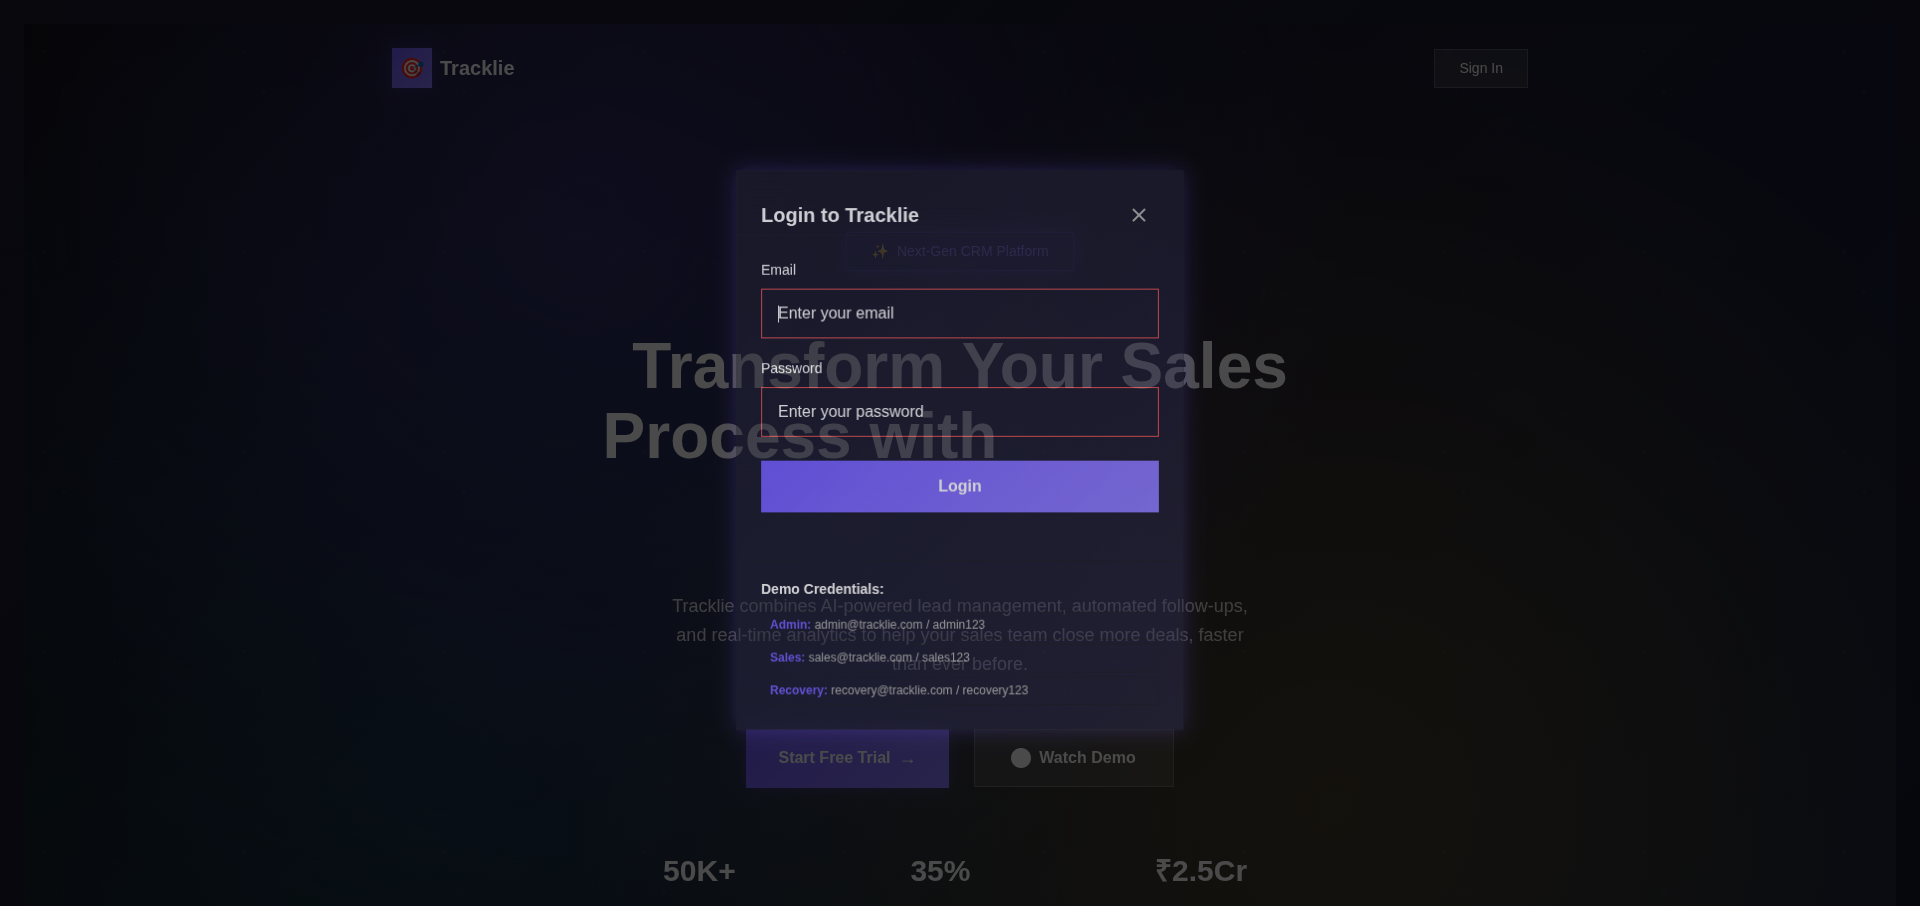 Tracklie
Sign In
Login to Tracklie
✨ Next-Gen CRM Platform
Email
Enter your email
Transform Your Sales
Password
Enter your password
Process with
Login
Demo Credentials:
Tracklie combines AI-powered lead management, automated follow-ups,
Admin: admin@tracklie.com / admin123
and real-time analytics to help your sales team close more deals, faster
Sales: sales@tracklie.com / sales123
than ever before.
Recovery: recovery@tracklie.com / recovery123
Start Free Trial →
Watch Demo
50K+
35%
₹2.5Cr